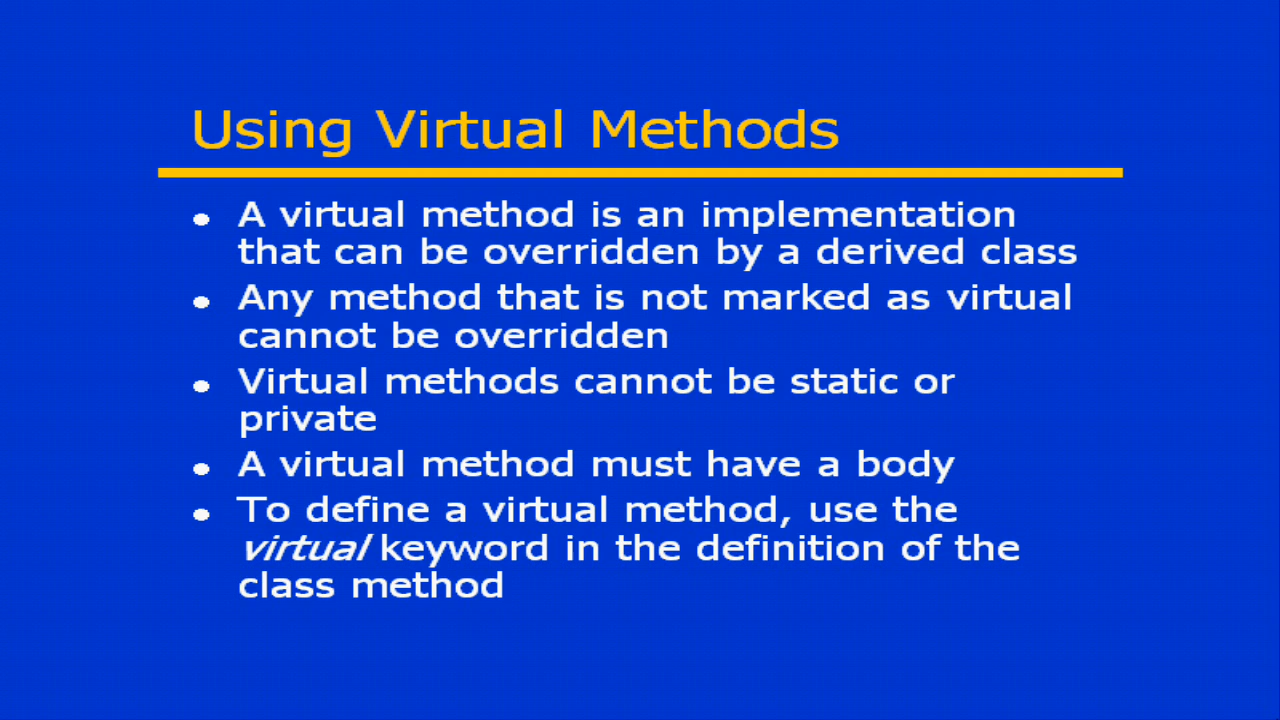 Using Virtual Methods
• A virtual method is an implementation
that can be overridden by a derived class
• Any method that is not marked as virtual
cannot be overridden
• Virtual methods cannot be static or
private
• A virtual method must have a body
• To define a virtual method, use the
virtual keyword in the definition of the
class method